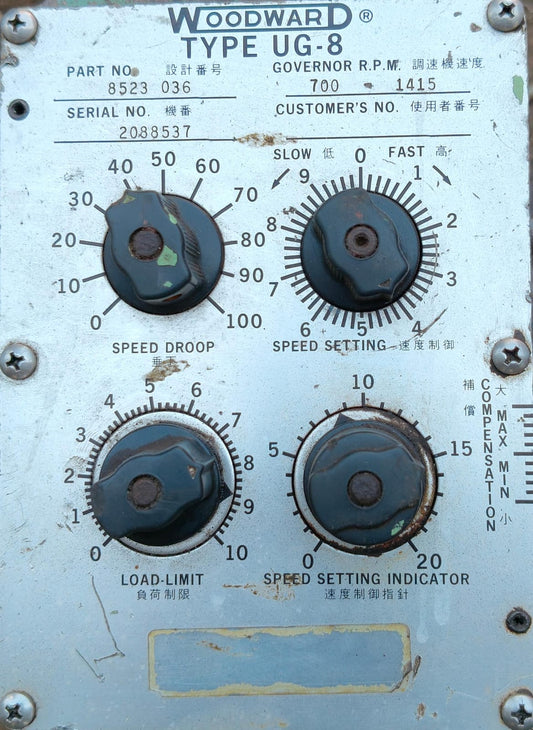 WOODWARD ®
TYPE UG-8
PART NO. 設計番号
8523 036
GOVERNOR R.P.M. 調速機速度
700 - 1415
SERIAL NO. 機番
2088537
CUSTOMER'S NO. 使用者番号
0 10 20 30 40 50 60 70 80 90 100
SPEED DROOP
垂下
SLOW 低 FAST 高
0 1 2 3 4 5 6 7 8 9
SPEED SETTING 速度制御
0 1 2 3 4 5 6 7 8 9 10
LOAD-LIMIT
負荷制限
0 5 10 15 20
SPEED SETTING INDICATOR
速度制御指針
補償
COMPENSATION
大 MAX MIN 小